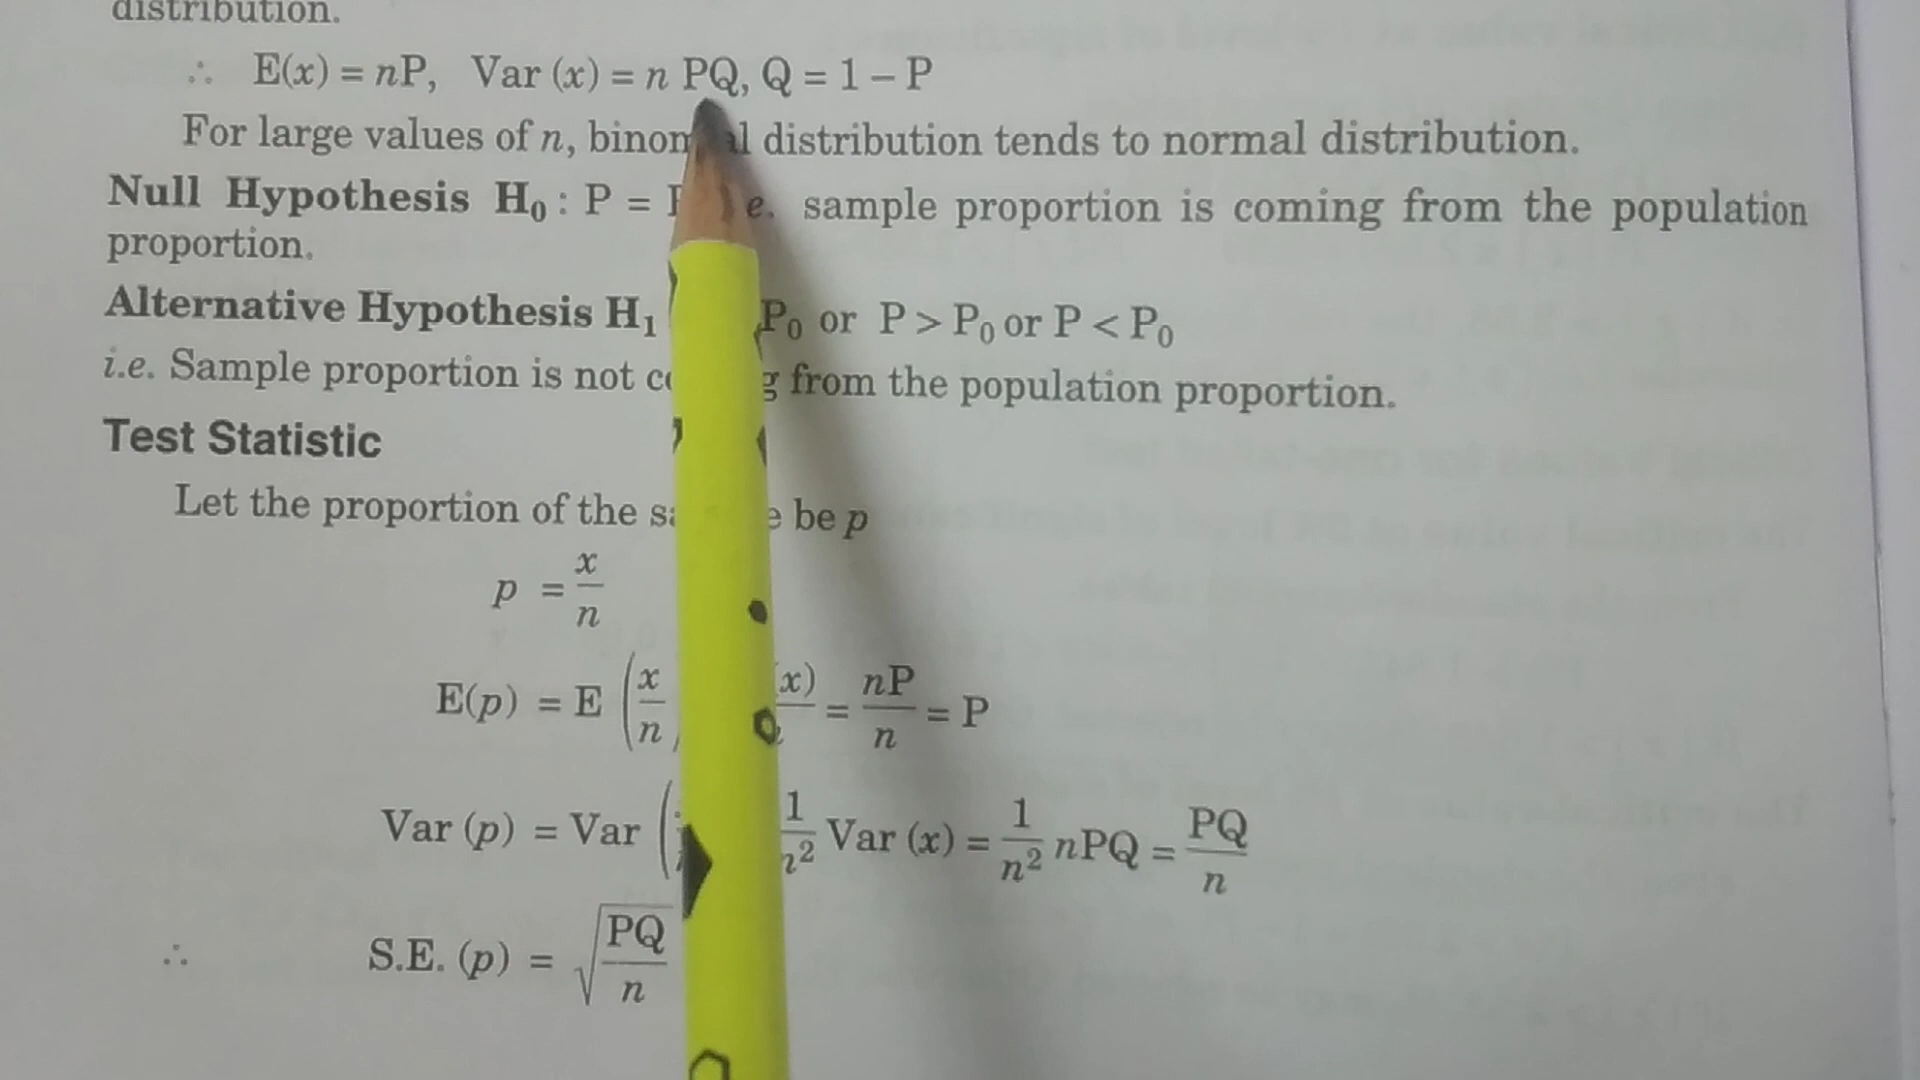 distribution.
∴ E(x) = nP, Var (x) = n PQ, Q = 1 – P
For large values of n, distribution tends to normal distribution.
Null Hypothesis H₀ : P = e. sample proportion is coming from the population
proportion.
Alternative Hypothesis H₁ P₀ or P > P₀ or P < P₀
i.e. Sample proportion is not from the population proportion.
Test Statistic
Let the proportion of the be p
p = x/n
E(p) = E (x/n = nP/n = P
Var (p) = Var ( Var (x) = 1/n² nPQ = PQ/n
∴ S.E. (p) = √(PQ/n)